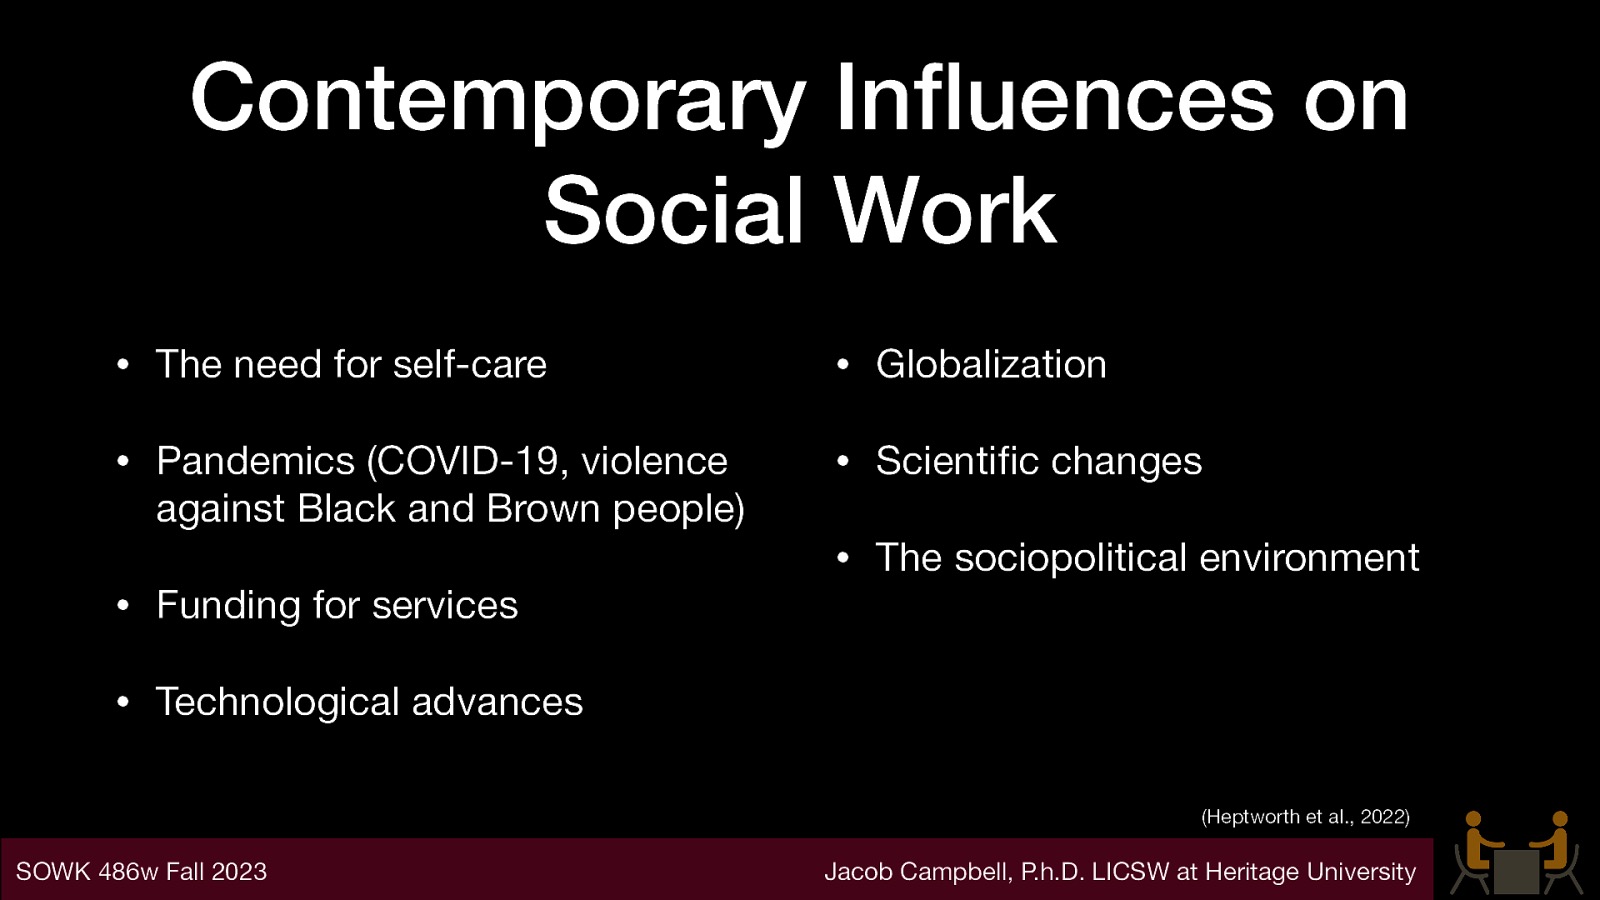 Contemporary Influences on
Social Work
• The need for self-care
• Pandemics (COVID-19, violence
against Black and Brown people)
• Funding for services
• Technological advances
• Globalization
• Scientific changes
• The sociopolitical environment
(Heptworth et al., 2022)
SOWK 486w Fall 2023
Jacob Campbell, P.h.D. LICSW at Heritage University